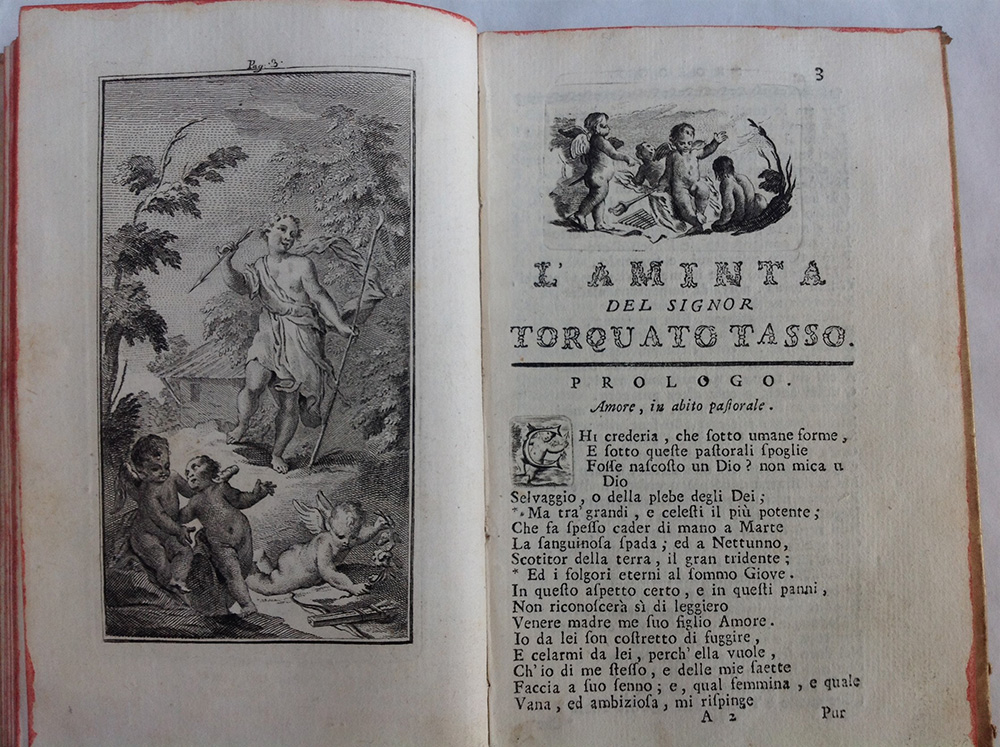 Pag. 3.
3
L'AMINTA
DEL SIGNOR
TORQUATO TASSO.
PROLOGO.
Amore, in abito paſtorale.
CHI crederia, che ſotto umane forme,
E ſotto queſte paſtorali ſpoglie
Foſſe naſcoſto un Dio? non mica u
Dio
Selvaggio, o della plebe degli Dei;
** Ma tra' grandi, e celeſti il più potente;
Che fa ſpeſſo cader di mano a Marte
La ſanguinoſa ſpada; ed a Nettunno,
Scotitor della terra, il gran tridente;
* Ed i folgori eterni al ſommo Giove.
In queſto aſpetto certo, e in queſti panni,
Non riconoſcerà sì di leggiero
Venere madre me ſuo figlio Amore.
Io da lei ſon coſtretto di fuggire,
E celarmi da lei, perch' ella vuole,
Ch' io di me ſteſſo, e delle mie ſaette
Faccia a ſuo ſenno; e, qual femmina, e quale
Vana, ed ambizioſa, mi riſpinge
A 2 Pur